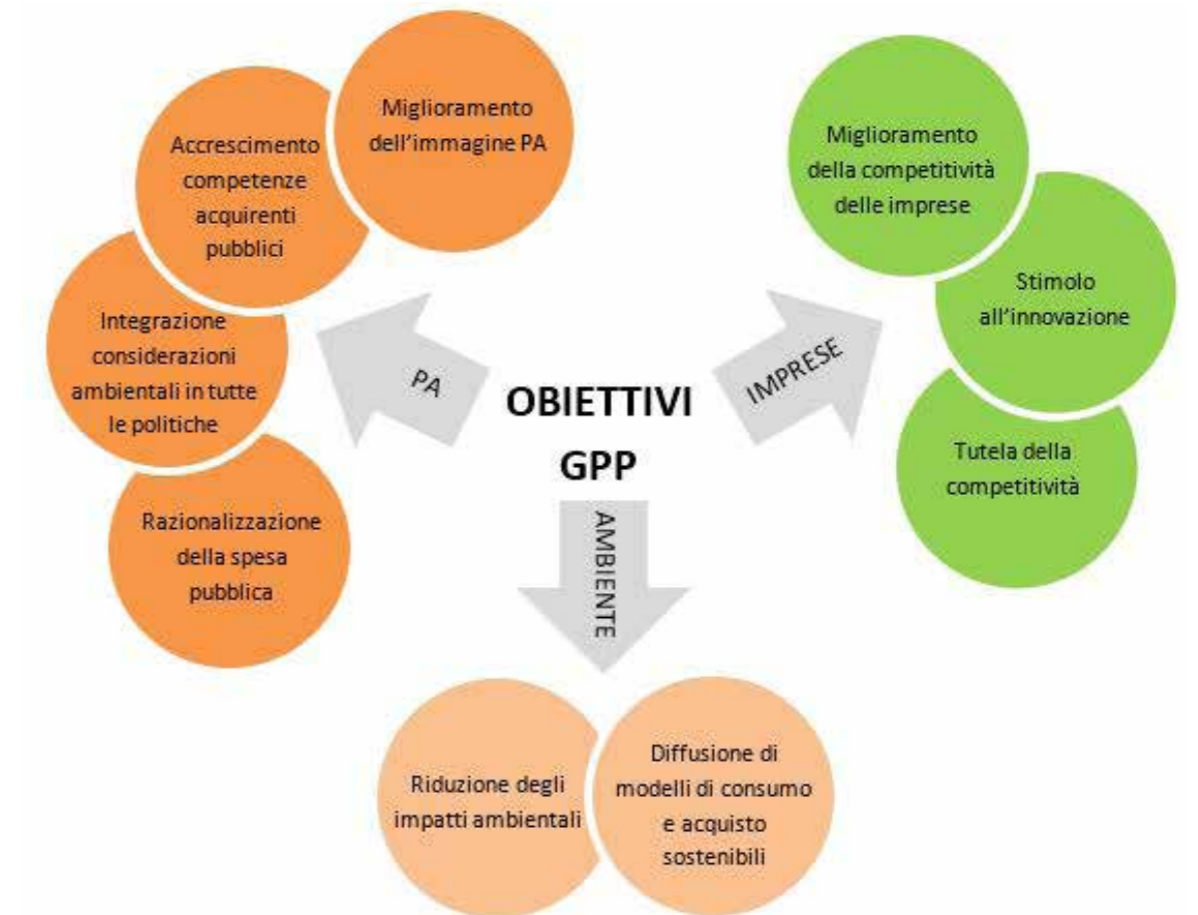 Miglioramento
dell'immagine PA
Accrescimento
competenze
acquirenti
pubblici
Integrazione
considerazioni
ambientali in tutte
le politiche
Razionalizzazione
della spesa
pubblica
PA
OBIETTIVI
GPP
IMPRESE
Miglioramento
della competitività
delle imprese
Stimolo
all'innovazione
Tutela della
competitività
AMBIENTE
Riduzione degli
impatti ambientali
Diffusione di
modelli di consumo
e acquisto
sostenibili